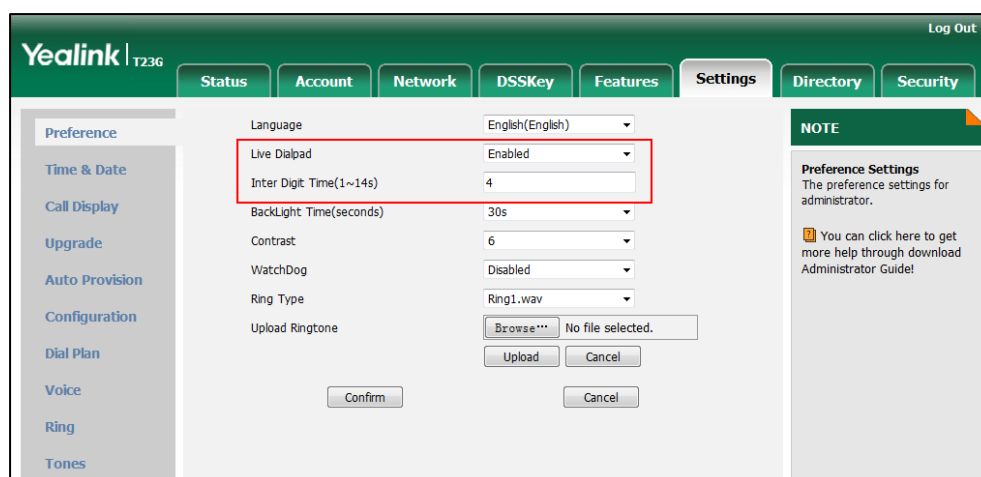 Log Out
Yealink | T23G
Status Account Network DSSKey Features Settings Directory Security
Preference
Time & Date
Call Display
Upgrade
Auto Provision
Configuration
Dial Plan
Voice
Ring
Tones
Language English(English)
Live Dialpad Enabled
Inter Digit Time(1~14s) 4
BackLight Time(seconds) 30s
Contrast 6
WatchDog Disabled
Ring Type Ring1.wav
Upload Ringtone Browse… No file selected.
Upload Cancel
Confirm Cancel
NOTE
Preference Settings
The preference settings for
administrator.
You can click here to get
more help through download
Administrator Guide!